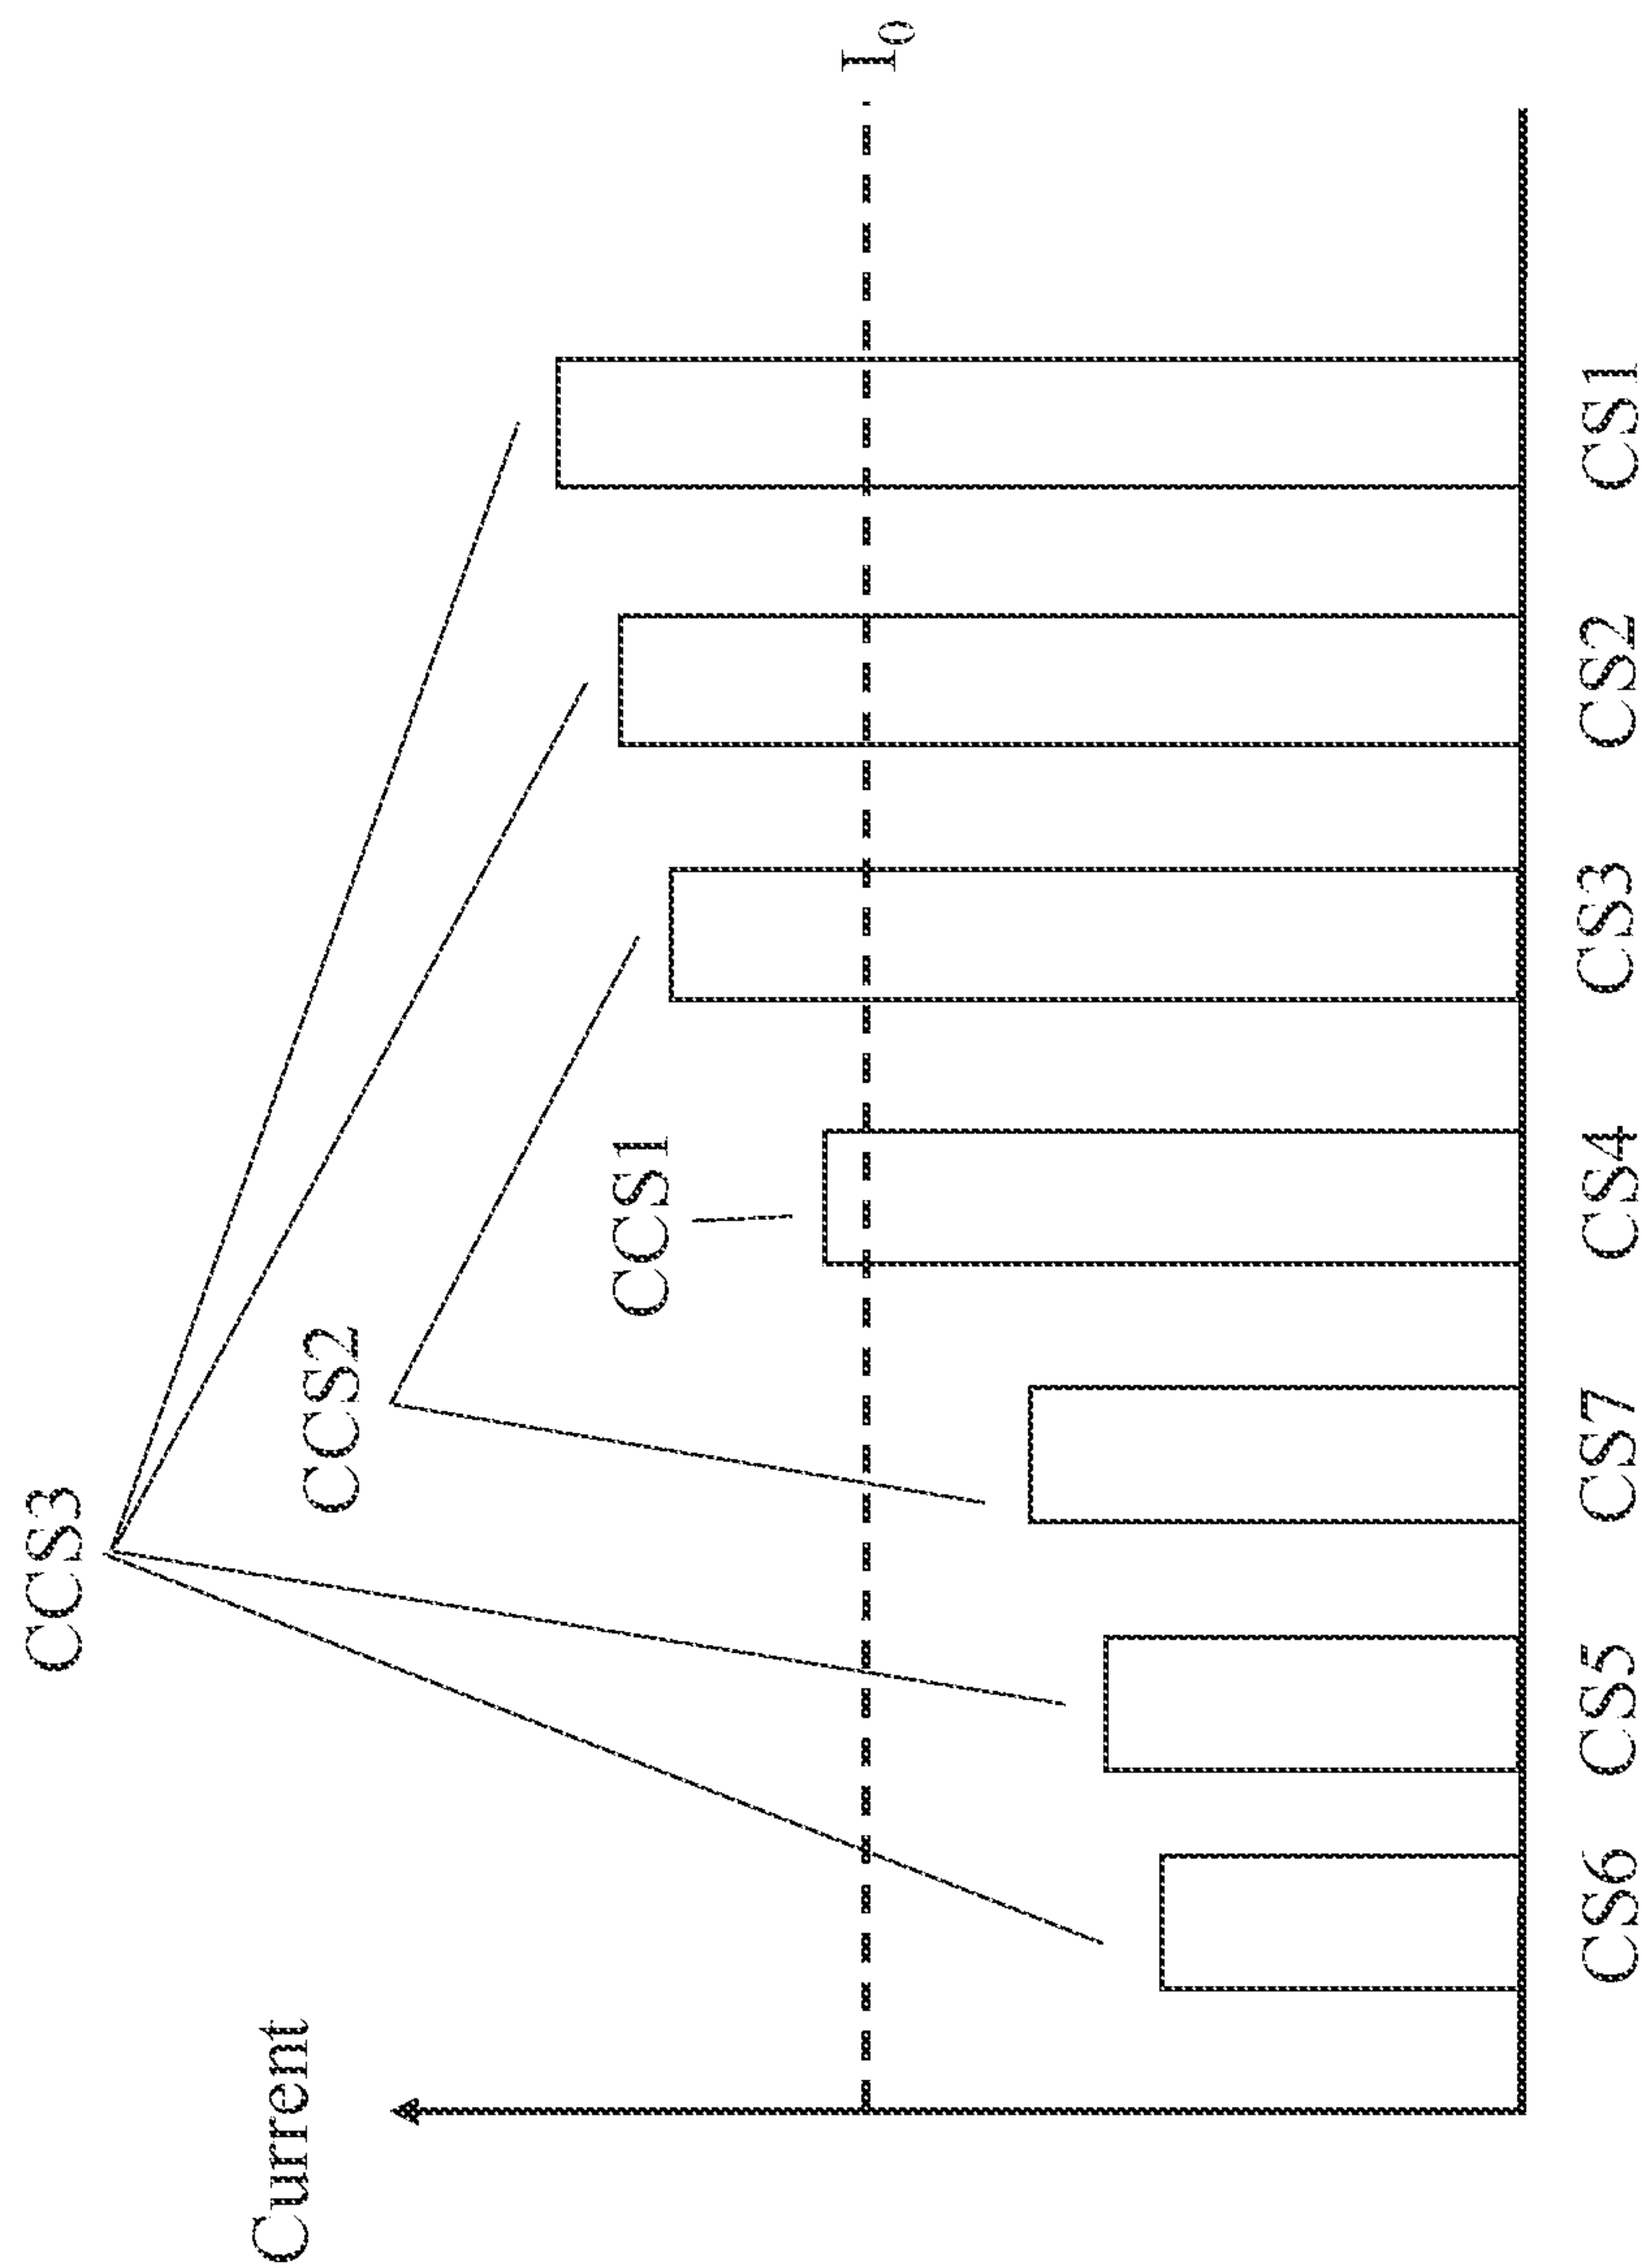 CCS3
CCS2
CCS1
Current
I₀
CS6 CS5 CS7 CS4 CS3 CS2 CS1